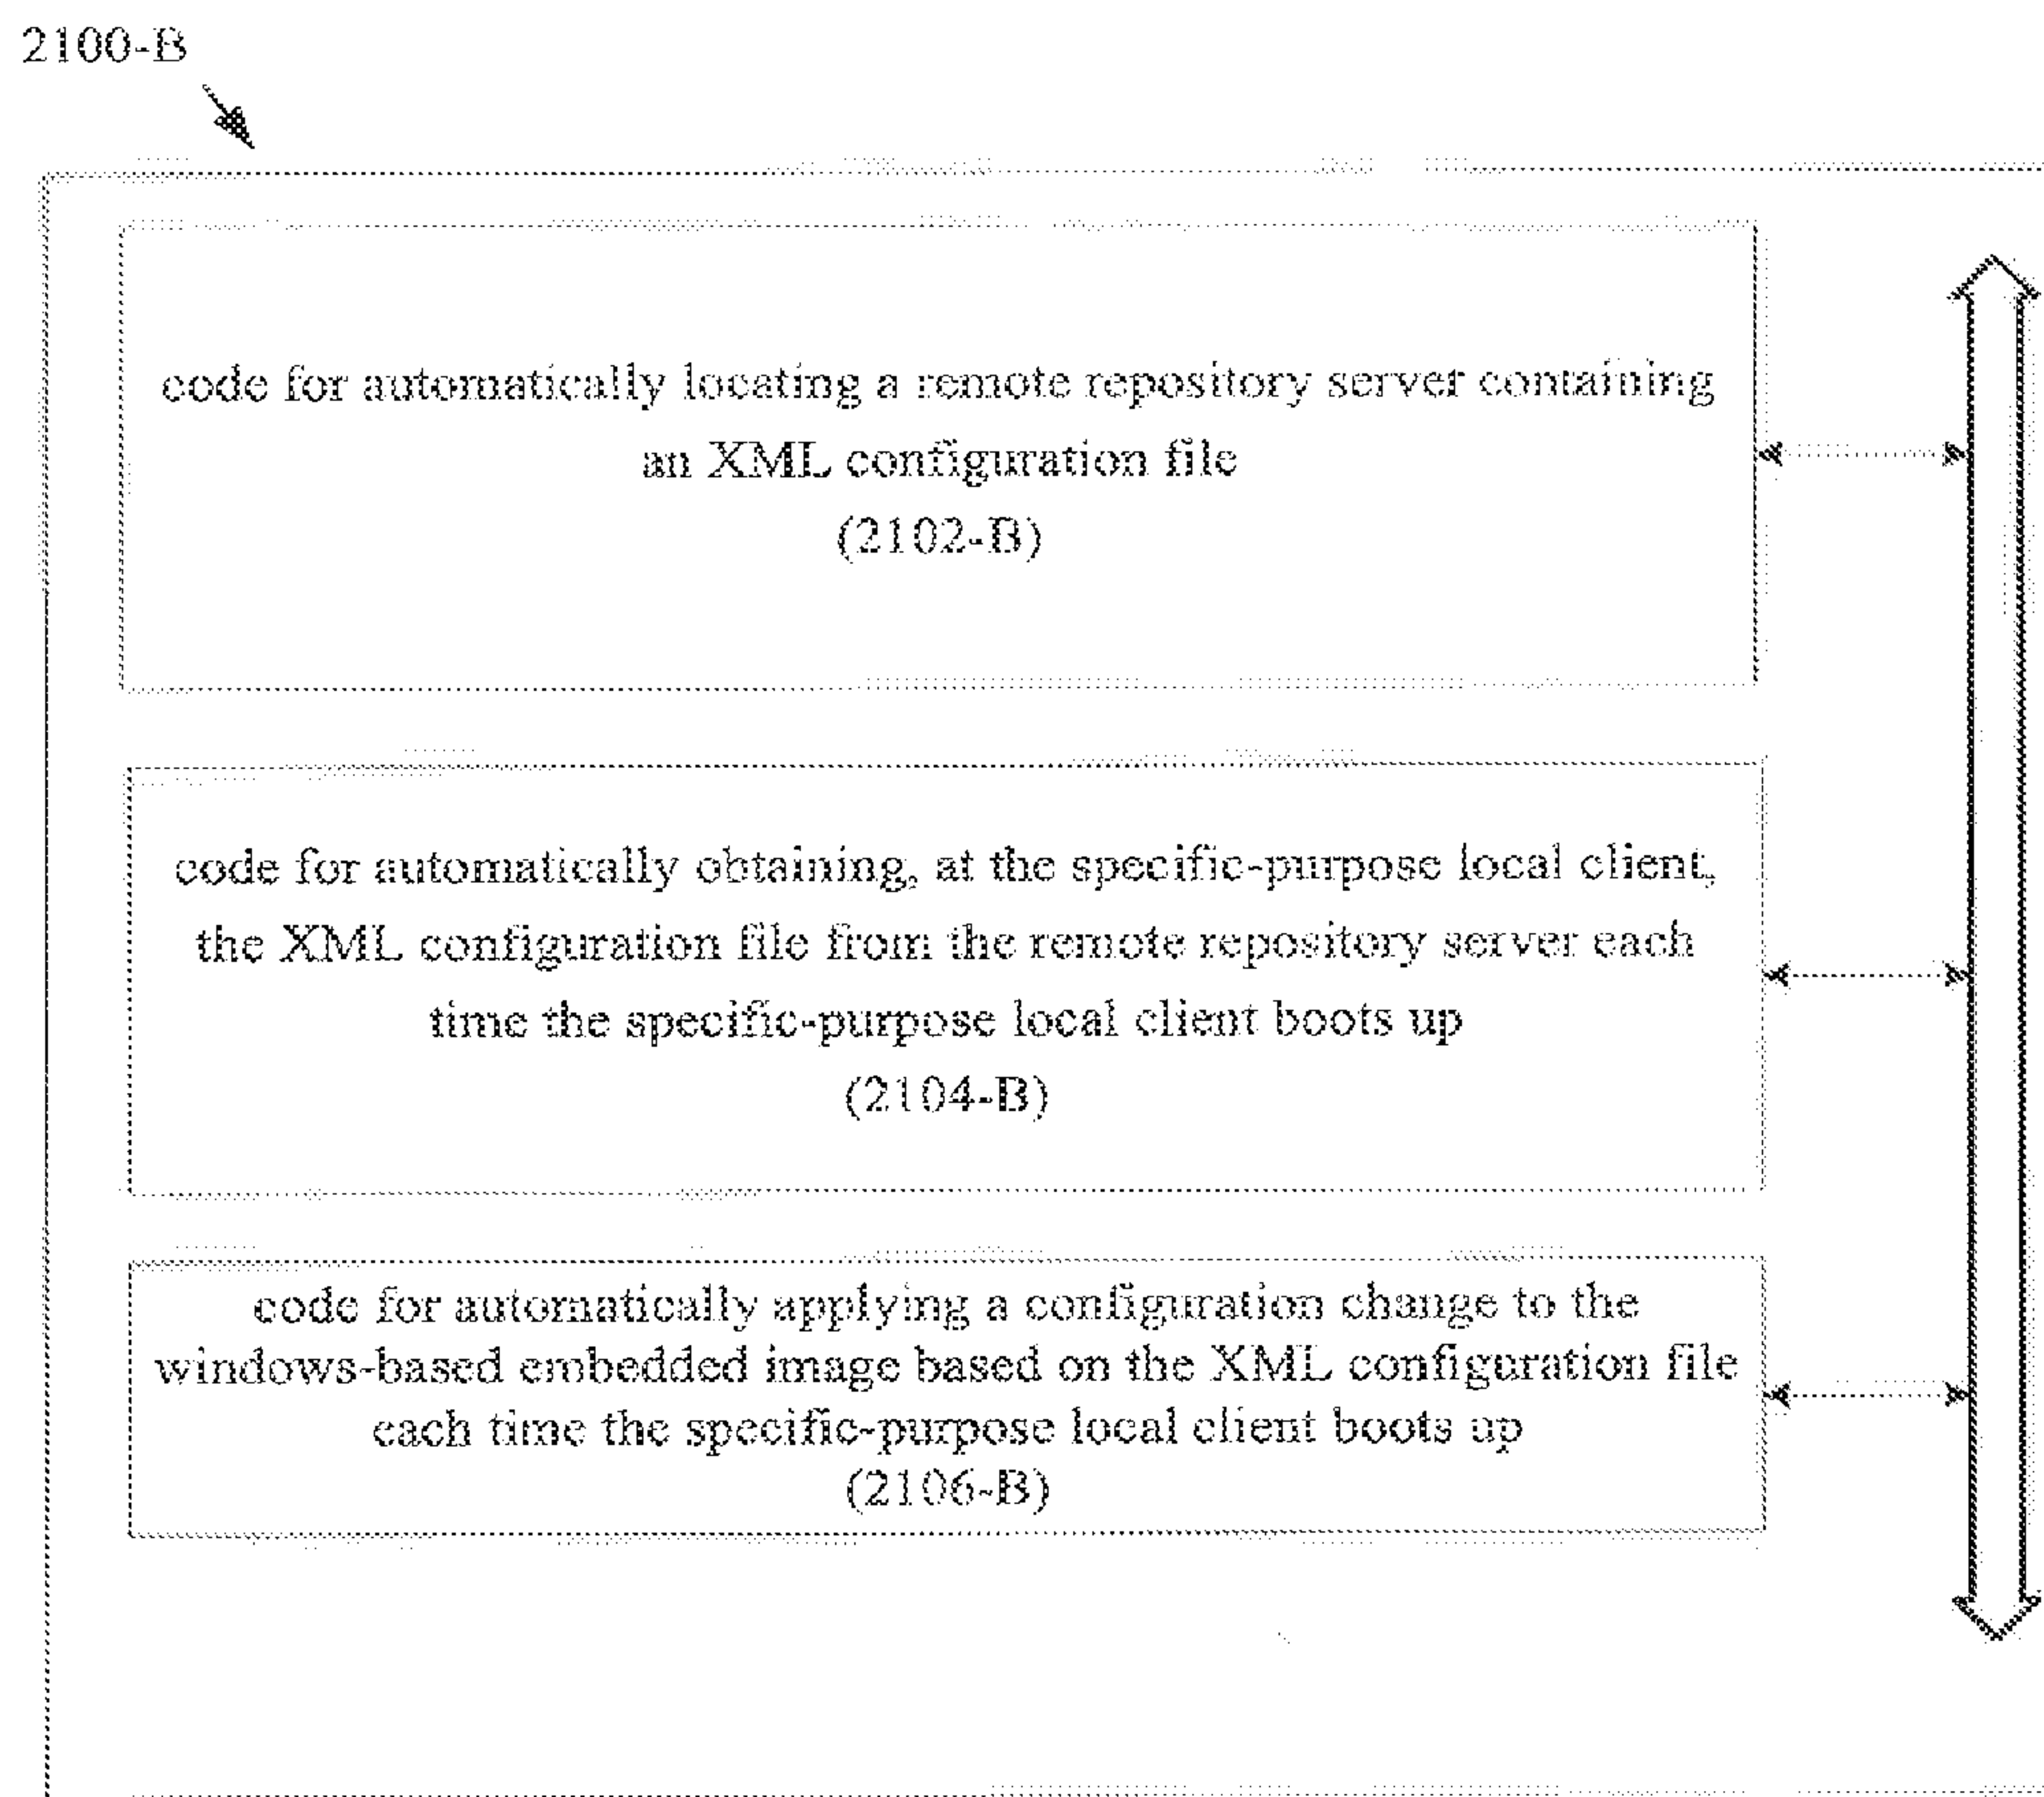 2100-B
code for automatically locating a remote repository server containing
an XML configuration file
(2102-B)
code for automatically obtaining, at the specific-purpose local client,
the XML configuration file from the remote repository server each
time the specific-purpose local client boots up
(2104-B)
code for automatically applying a configuration change to the
windows-based embedded image based on the XML configuration file
each time the specific-purpose local client boots up
(2106-B)